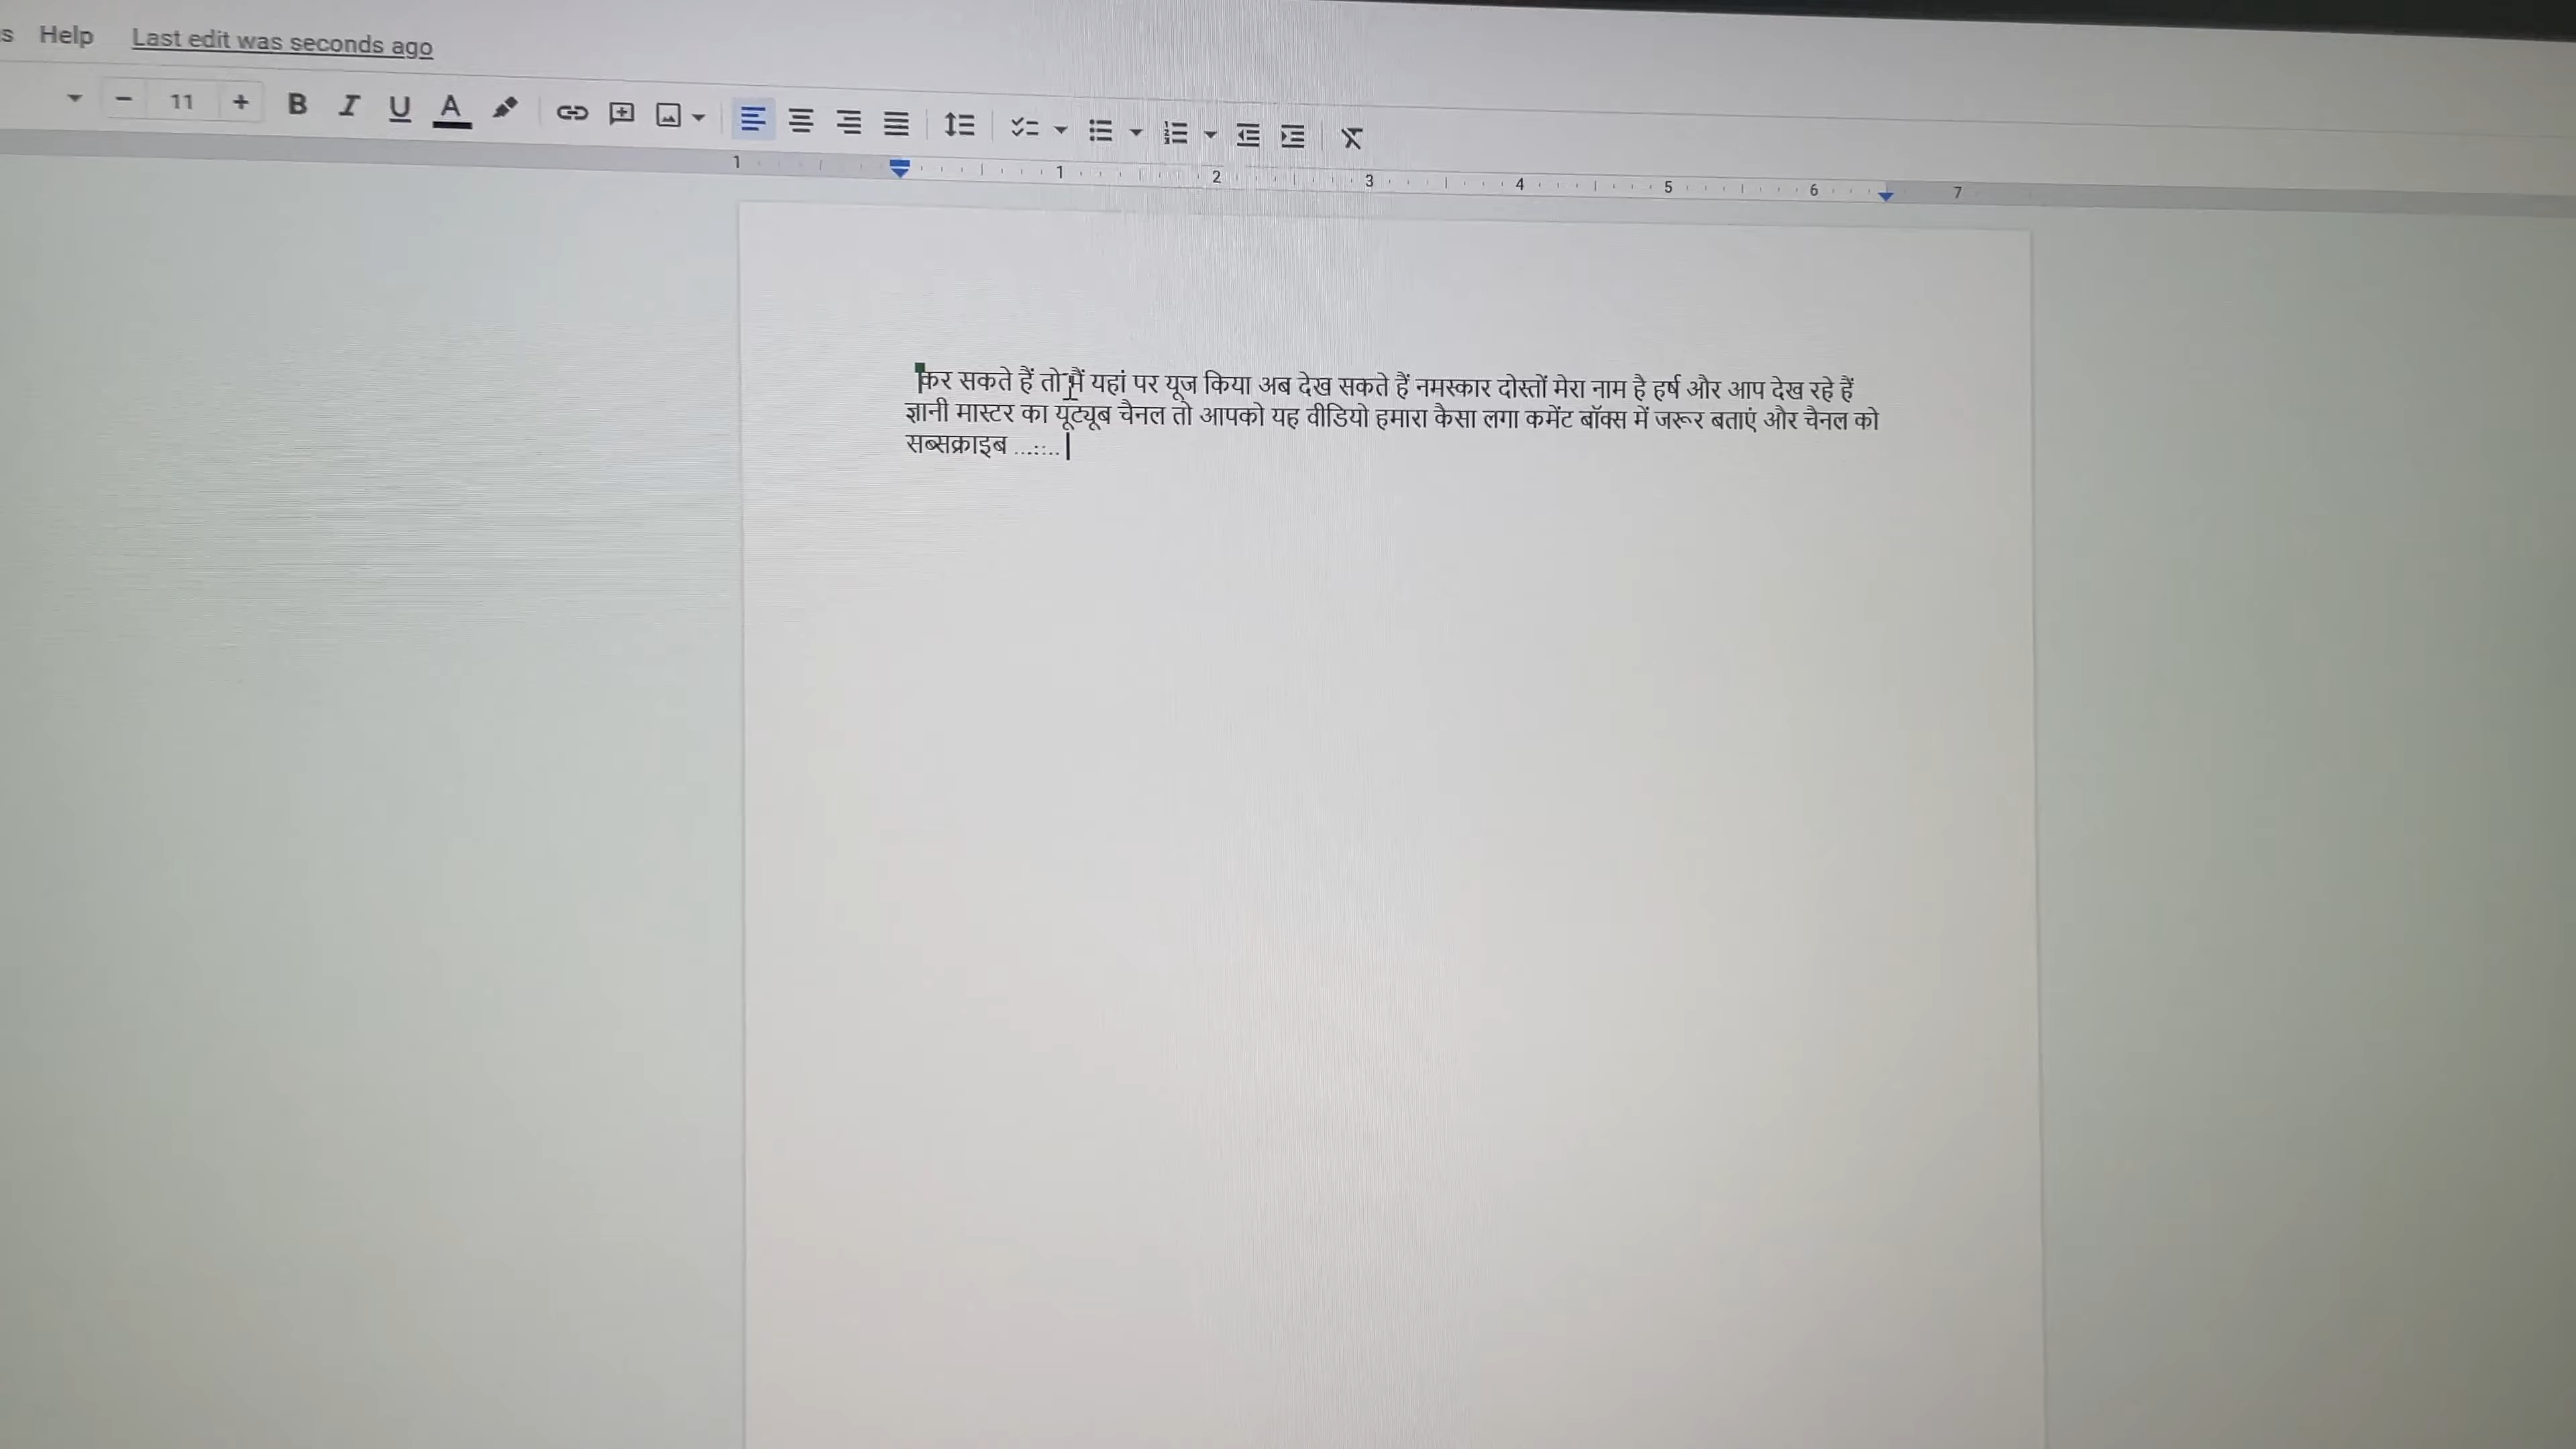 s Help Last edit was seconds ago
− 11 + B I U A
1 1 2 3 4 5 6 7
कर सकते हैं तो मैं यहां पर यूज किया अब देख सकते हैं नमस्कार दोस्तों मेरा नाम है हर्ष और आप देख रहे हैं
ज्ञानी मास्टर का यूट्यूब चैनल तो आपको यह वीडियो हमारा कैसा लगा कमेंट बॉक्स में जरूर बताएं और चैनल को
सब्सक्राइब ...:...